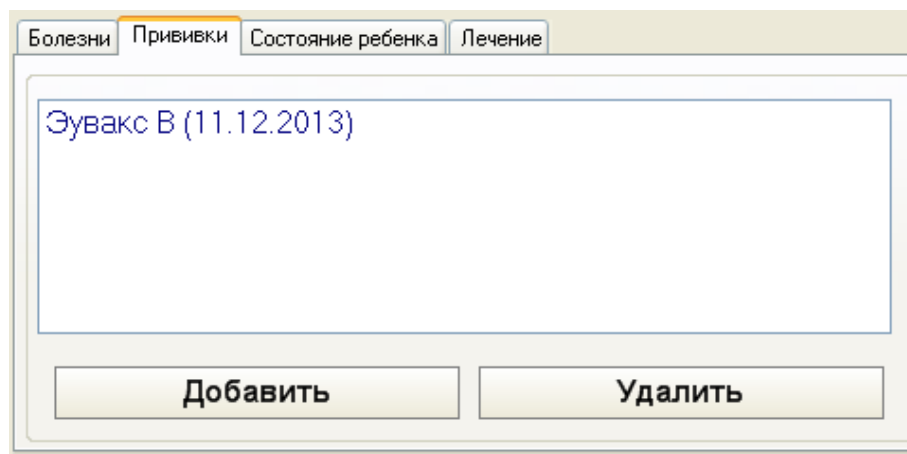 Болезни Прививки Состояние ребенка Лечение
Эувакс В (11.12.2013)
Добавить Удалить